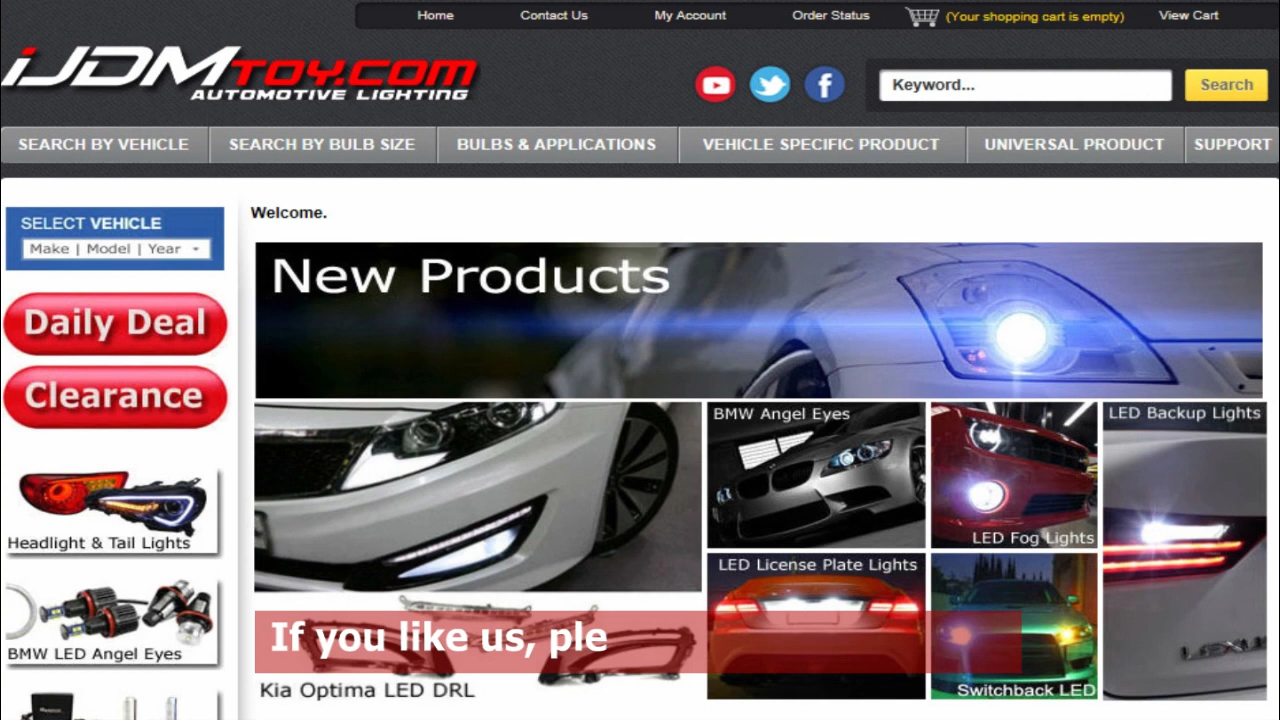 Home Contact Us My Account Order Status (Your shopping cart is empty) View Cart
iJDMTOY.COM
AUTOMOTIVE LIGHTING
Keyword... Search
SEARCH BY VEHICLE SEARCH BY BULB SIZE BULBS & APPLICATIONS VEHICLE SPECIFIC PRODUCT UNIVERSAL PRODUCT SUPPORT
Welcome.
SELECT VEHICLE
Make | Model | Year
Daily Deal
Clearance
Headlight & Tail Lights
BMW LED Angel Eyes
New Products
BMW Angel Eyes
LED Fog Lights
LED Backup Lights
LED License Plate Lights
If you like us, ple
Kia Optima LED DRL
Switchback LED